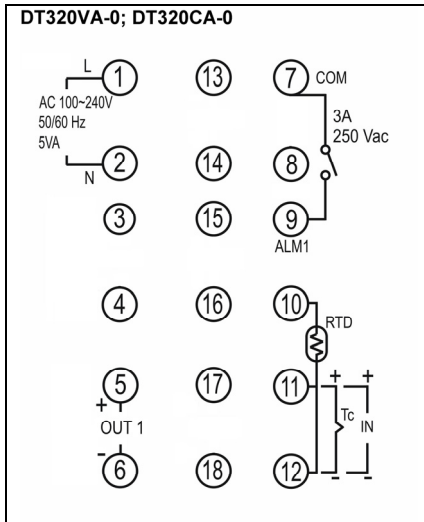 DT320VA-0; DT320CA-0
L
1
13
7
COM
AC 100~240V
50/60 Hz
5VA
3A
250 Vac
N
2
14
8
3
15
9
ALM1
4
16
10
RTD
5
17
11
+
+
+
OUT 1
Tc
IN
-
6
18
12
-
-